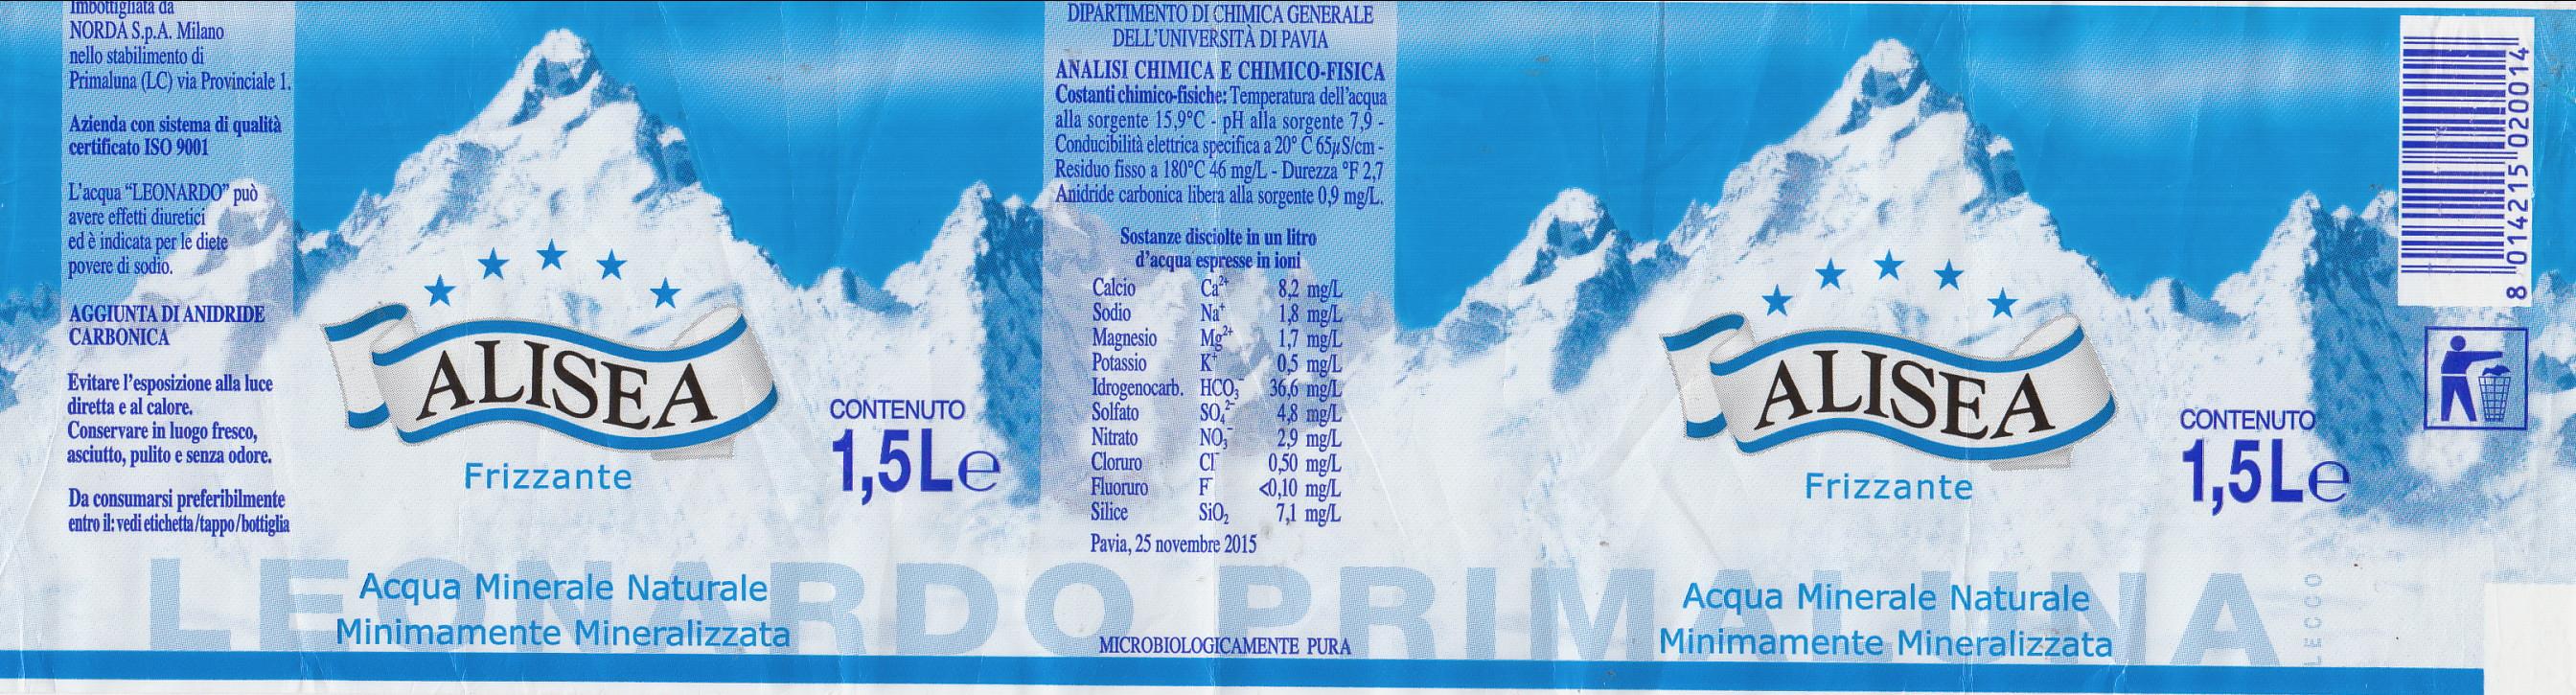 Imbottigliata da
NORDA S.p.A. Milano
nello stabilimento di
Primaluna (LC) via Provinciale 1.
Azienda con sistema di qualità
certificato ISO 9001
L'acqua “LEONARDO” può
avere effetti diuretici
ed è indicata per le diete
povere di sodio.
AGGIUNTA DI ANIDRIDE
CARBONICA
Evitare l'esposizione alla luce
diretta e al calore.
Conservare in luogo fresco,
asciutto, pulito e senza odore.
Da consumarsi preferibilmente
entro il: vedi etichetta/tappo/bottiglia
ALISEA
Frizzante
CONTENUTO
1,5 L e
Acqua Minerale Naturale
Minimamente Mineralizzata
DIPARTIMENTO DI CHIMICA GENERALE
DELL'UNIVERSITÀ DI PAVIA
ANALISI CHIMICA E CHIMICO-FISICA
Costanti chimico-fisiche: Temperatura dell'acqua
alla sorgente 15,9°C - pH alla sorgente 7,9 -
Conducibilità elettrica specifica a 20° C 65µS/cm -
Residuo fisso a 180°C 46 mg/L - Durezza °F 2,7
Anidride carbonica libera alla sorgente 0,9 mg/L.
Sostanze disciolte in un litro
d'acqua espresse in ioni
Calcio Ca²⁺ 8,2 mg/L
Sodio Na⁺ 1,8 mg/L
Magnesio Mg²⁺ 1,7 mg/L
Potassio K⁺ 0,5 mg/L
Idrogenocarb. HCO₃⁻ 36,6 mg/L
Solfato SO₄²⁻ 4,8 mg/L
Nitrato NO₃⁻ 2,9 mg/L
Cloruro Cl⁻ 0,50 mg/L
Fluoruro F⁻ <0,10 mg/L
Silice SiO₂ 7,1 mg/L
Pavia, 25 novembre 2015
MICROBIOLOGICAMENTE PURA
ALISEA
Frizzante
CONTENUTO
1,5 L e
Acqua Minerale Naturale
Minimamente Mineralizzata
LEONARDO PRIMALUNA
LECCO
8 014215 020014